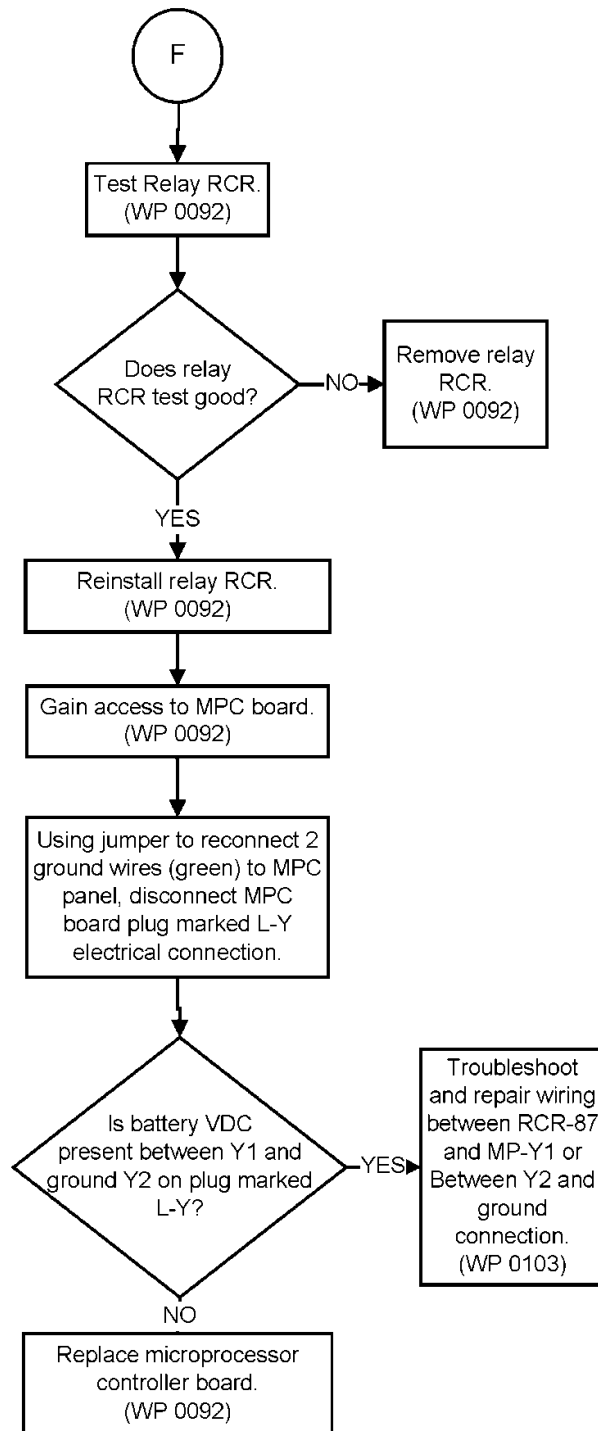 F
Test Relay RCR.
(WP 0092)
Does relay
RCR test good?
NO
Remove relay
RCR.
(WP 0092)
YES
Reinstall relay RCR.
(WP 0092)
Gain access to MPC board.
(WP 0092)
Using jumper to reconnect 2
ground wires (green) to MPC
panel, disconnect MPC
board plug marked L-Y
electrical connection.
Is battery VDC
present between Y1 and
ground Y2 on plug marked
L-Y?
YES
Troubleshoot
and repair wiring
between RCR-87
and MP-Y1 or
Between Y2 and
ground
connection.
(WP 0103)
NO
Replace microprocessor
controller board.
(WP 0092)